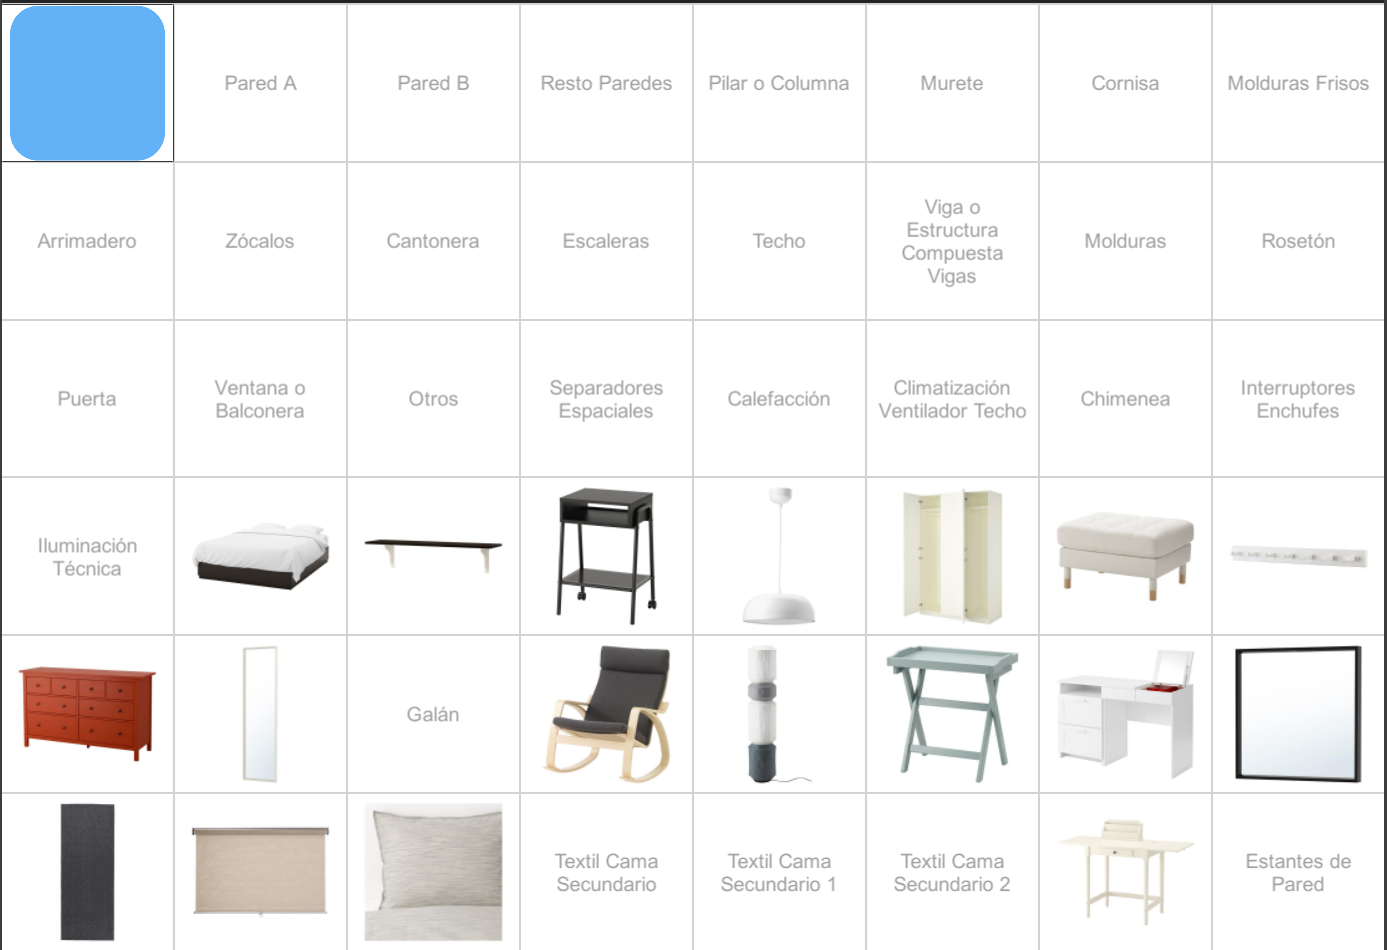 Pared A
Pared B
Resto Paredes
Pilar o Columna
Murete
Cornisa
Molduras Frisos
Arrimadero
Zócalos
Cantonera
Escaleras
Techo
Viga o
Estructura
Compuesta
Vigas
Molduras
Rosetón
Puerta
Ventana o
Balconera
Otros
Separadores
Espaciales
Calefacción
Climatización
Ventilador Techo
Chimenea
Interruptores
Enchufes
Iluminación
Técnica
Galán
Textil Cama
Secundario
Textil Cama
Secundario 1
Textil Cama
Secundario 2
Estantes de
Pared